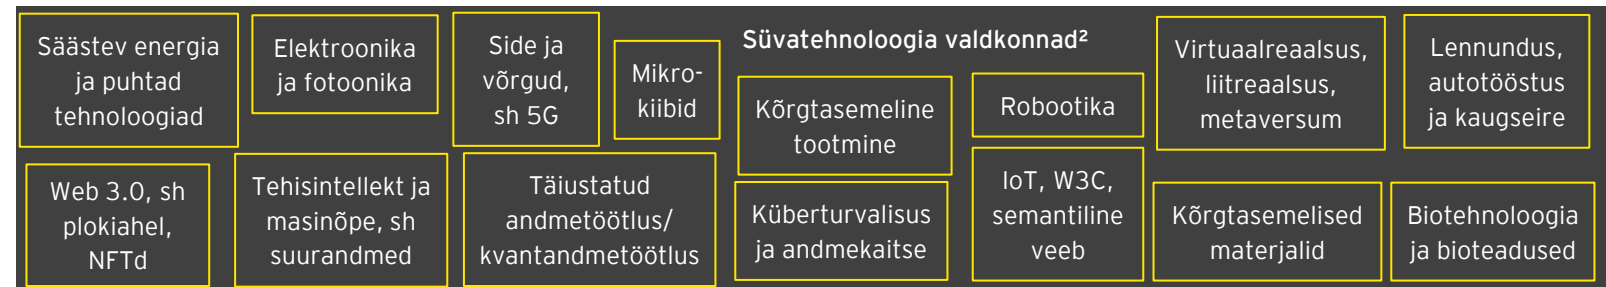 Süvatehnoloogia valdkonnad²
Säästev energia
ja puhtad
tehnoloogiad
Elektroonika
ja fotoonika
Side ja
võrgud,
sh 5G
Mikro-
kiibid
Kõrgtasemeline
tootmine
Robootika
Virtuaalreaalsus,
liitreaalsus,
metaversum
Lennundus,
autotööstus
ja kaugseire
Web 3.0, sh
plokiahel,
NFTd
Tehisintellekt ja
masinõpe, sh
suurandmed
Täiustatud
andmetöötlus/
kvantandmetöötlus
Küberturvalisus
ja andmekaitse
IoT, W3C,
semantiline
veeb
Kõrgtasemelised
materjalid
Biotehnoloogia
ja bioteadused